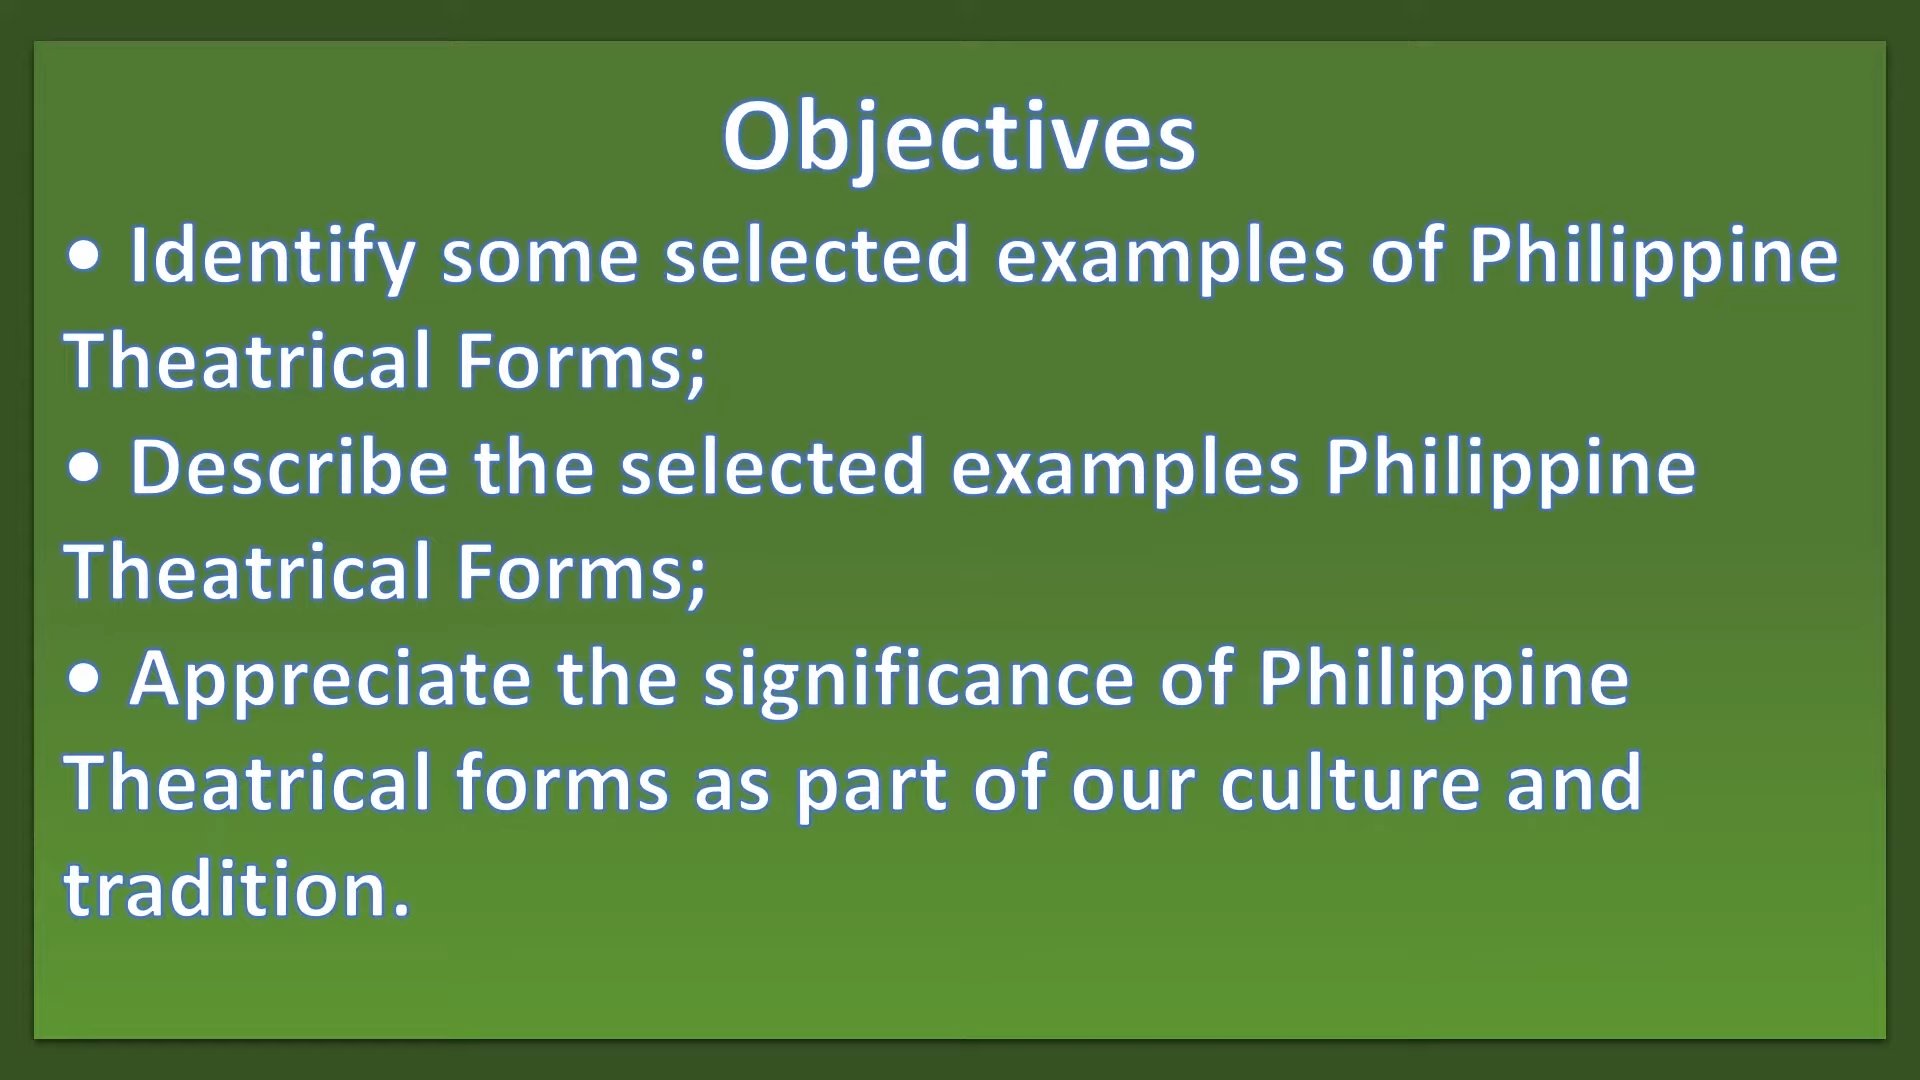 Objectives
• Identify some selected examples of Philippine
Theatrical Forms;
• Describe the selected examples Philippine
Theatrical Forms;
• Appreciate the significance of Philippine
Theatrical forms as part of our culture and
tradition.